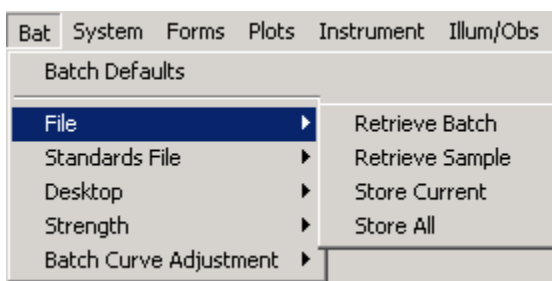 Bat System Forms Plots Instrument Illum/Obs
Batch Defaults
File
Standards File
Desktop
Strength
Batch Curve Adjustment
Retrieve Batch
Retrieve Sample
Store Current
Store All